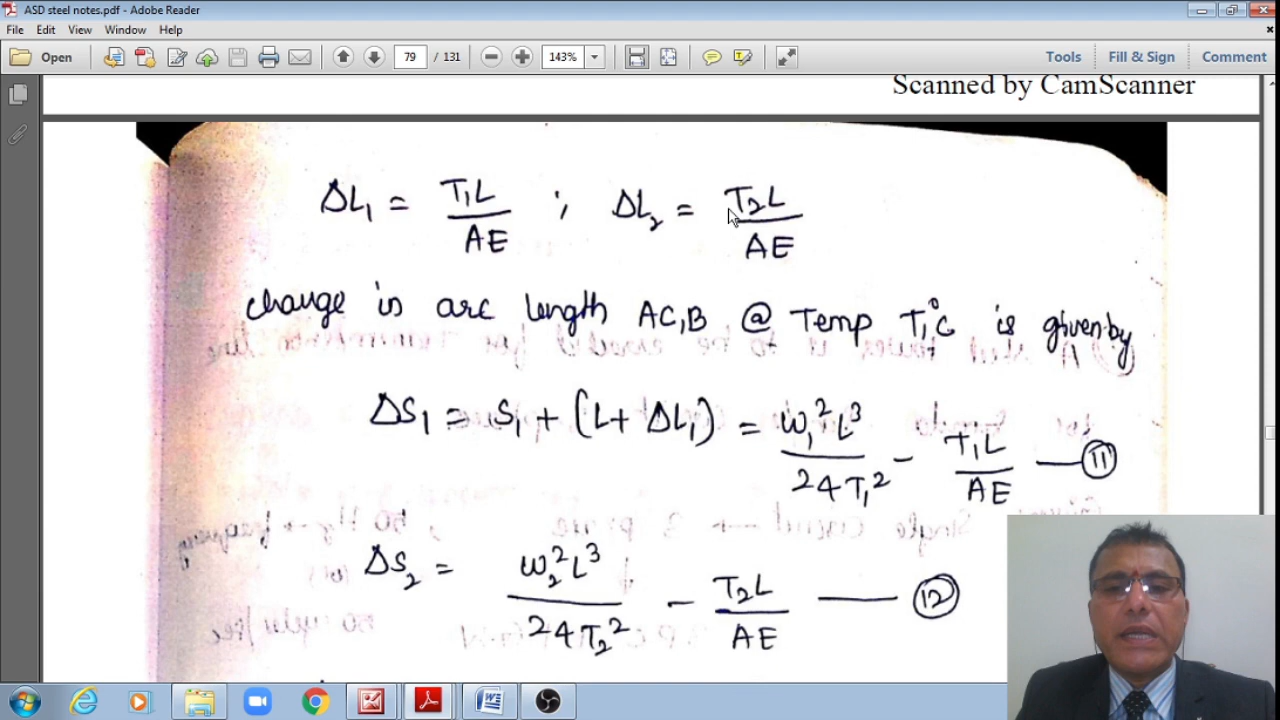 ASD steel notes.pdf - Adobe Reader
File Edit View Window Help
Open 79 / 131 143% Tools Fill & Sign Comment
Scanned by CamScanner
ΔL₁ = T₁L / AE ; ΔL₂ = T₂L / AE
change in arc length AC₁B @ Temp T₁°C is given by
ΔS₁ = S₁ + (L + ΔL₁) = w₁²L³ / 24T₁² - T₁L / AE — 11
ΔS₂ = w₂²L³ / 24T₂² - T₂L / AE — 12